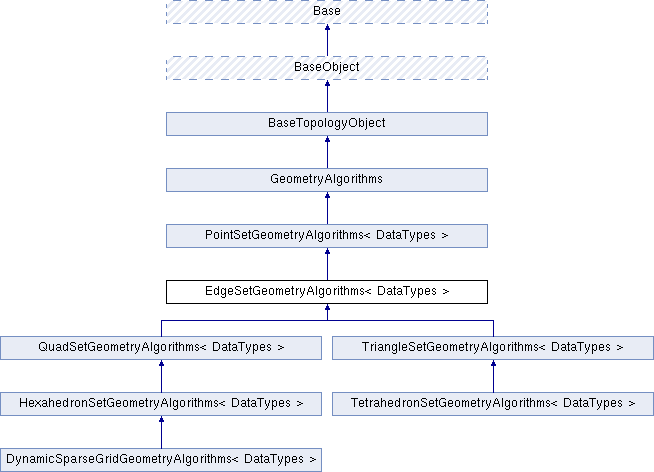 Base
BaseObject
BaseTopologyObject
GeometryAlgorithms
PointSetGeometryAlgorithms< DataTypes >
EdgeSetGeometryAlgorithms< DataTypes >
QuadSetGeometryAlgorithms< DataTypes >
TriangleSetGeometryAlgorithms< DataTypes >
HexahedronSetGeometryAlgorithms< DataTypes >
TetrahedronSetGeometryAlgorithms< DataTypes >
DynamicSparseGridGeometryAlgorithms< DataTypes >